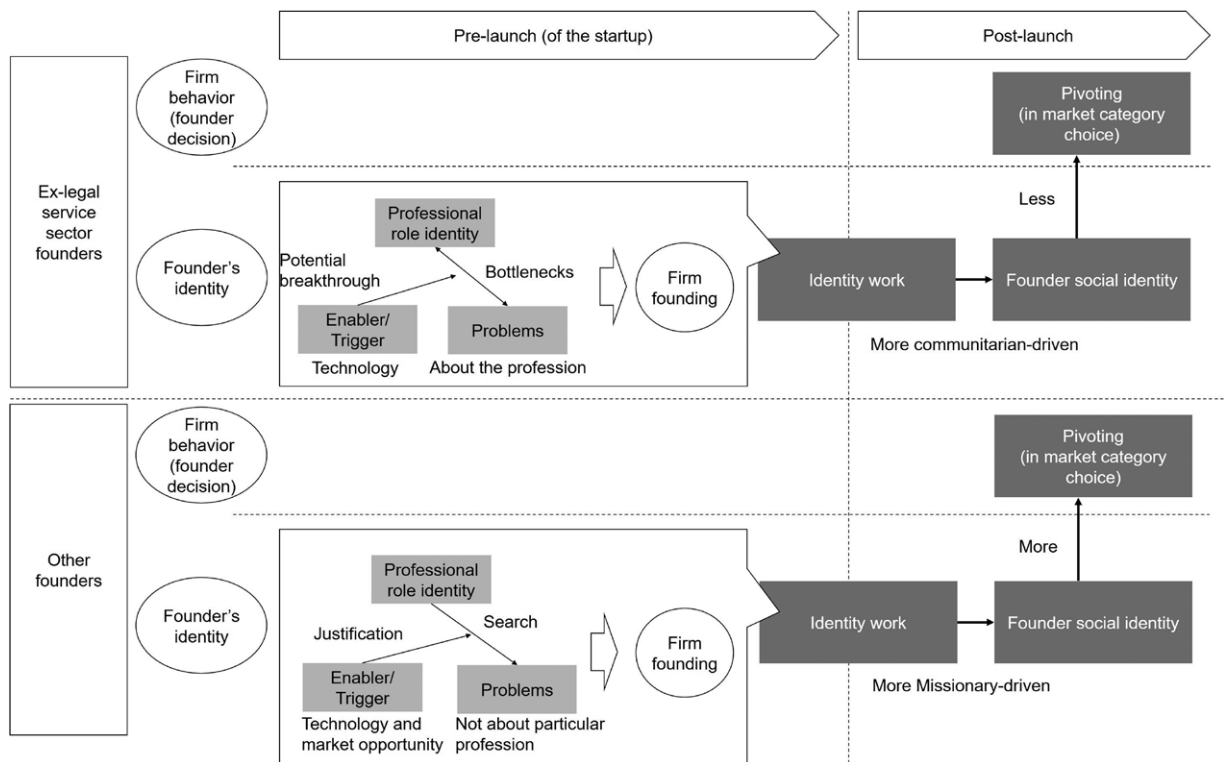 Pre-launch (of the startup)
Post-launch
Ex-legal
service
sector
founders
Firm
behavior
(founder
decision)
Pivoting
(in market category
choice)
Less
Founder's
identity
Professional
role identity
Potential
breakthrough
Bottlenecks
Enabler/
Trigger
Problems
Technology
About the profession
Firm
founding
Identity work
Founder social identity
More communitarian-driven
Other
founders
Firm
behavior
(founder
decision)
Pivoting
(in market category
choice)
More
Founder's
identity
Professional
role identity
Justification
Search
Enabler/
Trigger
Problems
Technology and
market opportunity
Not about particular
profession
Firm
founding
Identity work
Founder social identity
More Missionary-driven